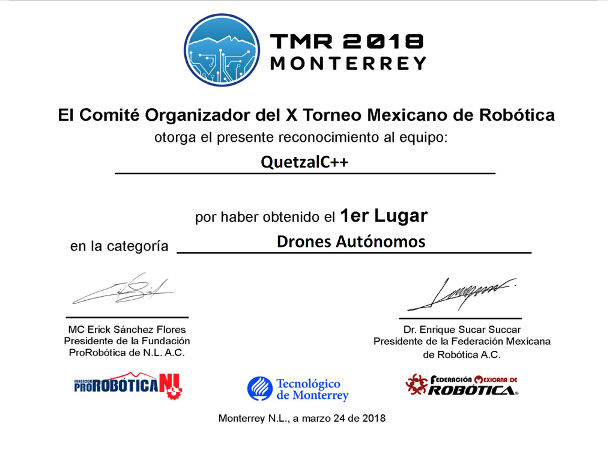 TMR 2018
MONTERREY
El Comité Organizador del X Torneo Mexicano de Robótica
otorga el presente reconocimiento al equipo:
QuetzalC++
por haber obtenido el 1er Lugar
en la categoría Drones Autónomos
MC Erick Sánchez Flores
Presidente de la Fundación
ProRobótica de N.L. A.C.
Dr. Enrique Sucar Succar
Presidente de la Federación Mexicana
de Robótica A.C.
FUNDACION
PROROBÓTICA NL
Tecnológico
de Monterrey
FEDERACIÓN MEXICANA DE
ROBÓTICA
Monterrey N.L., a marzo 24 de 2018